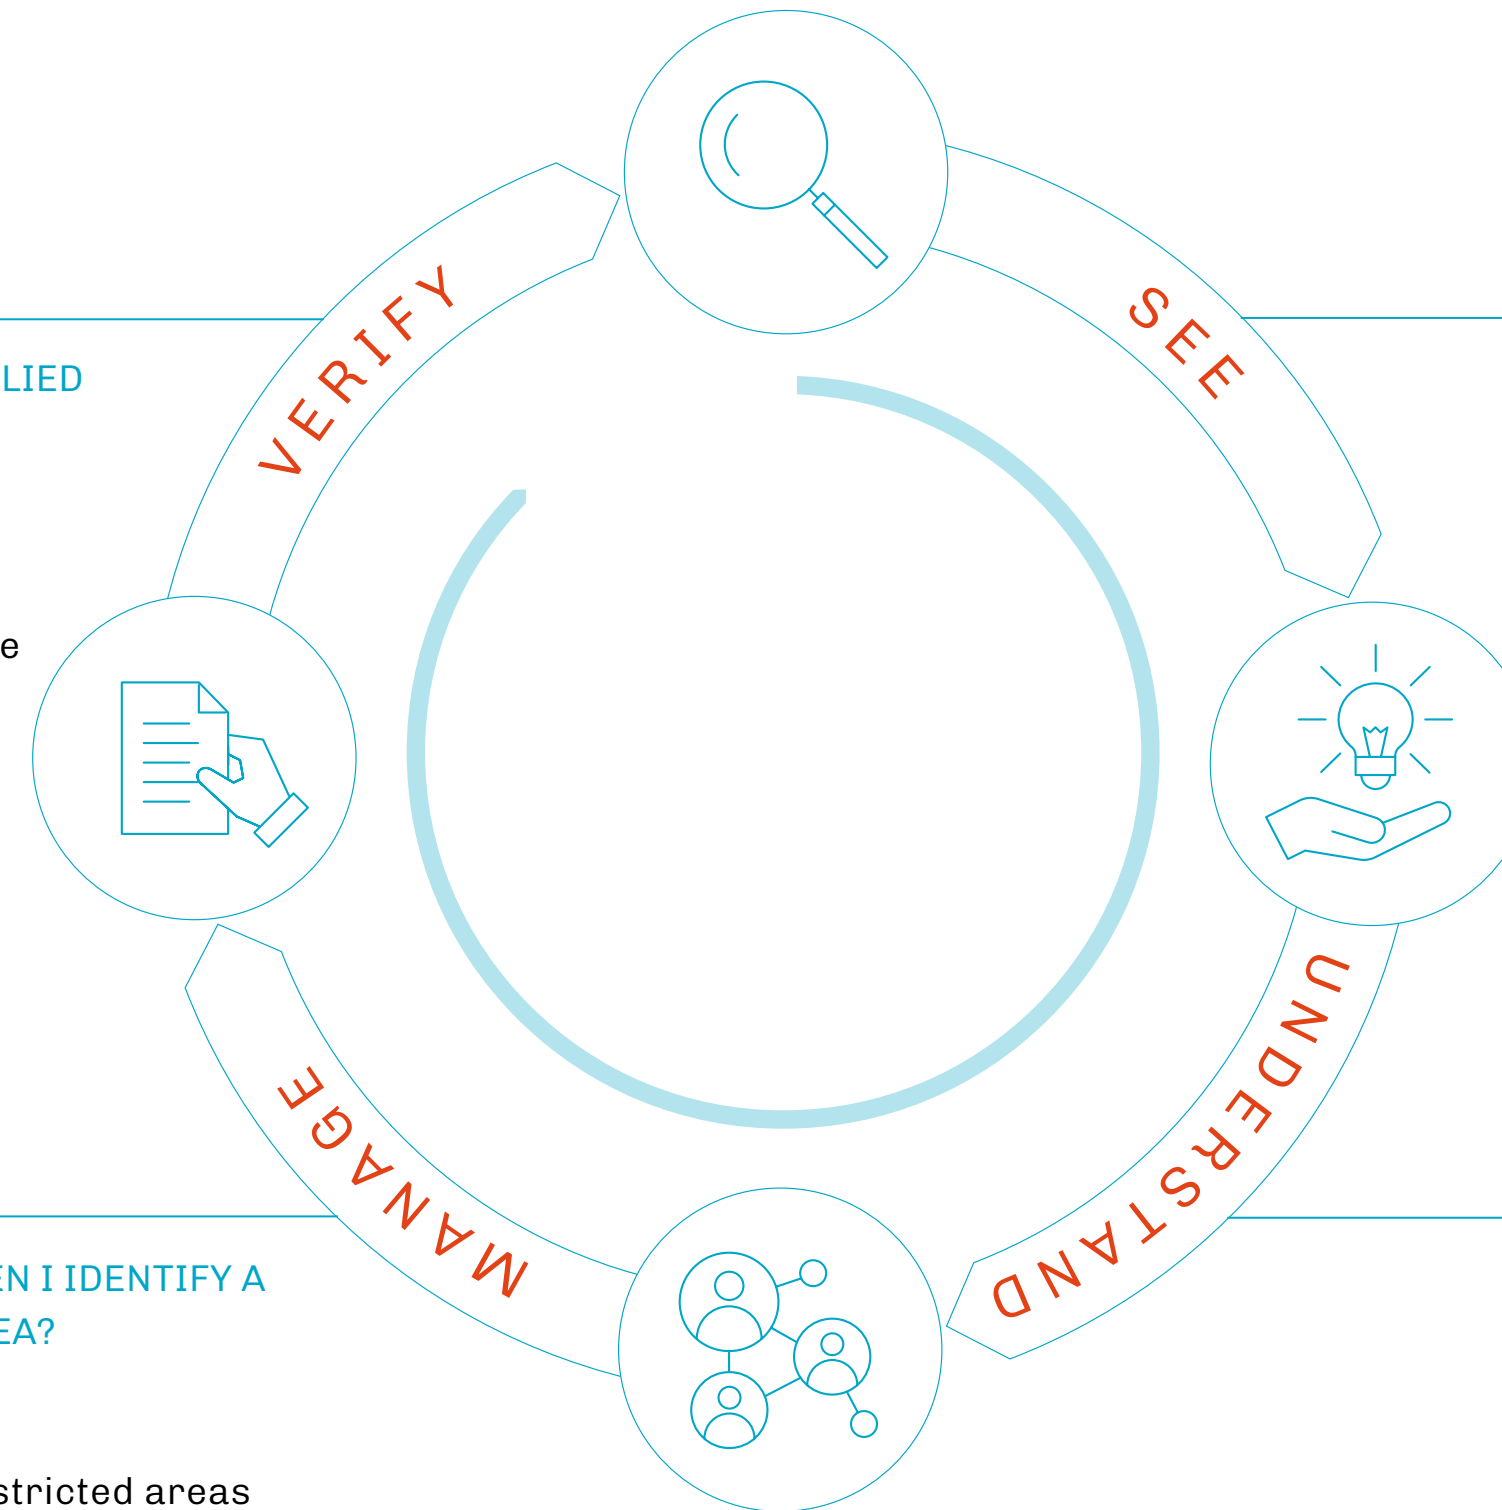 VERIFY
SEE
LIED
e
UNDERSTAND
MANAGE
EN I IDENTIFY A
EA?
stricted areas